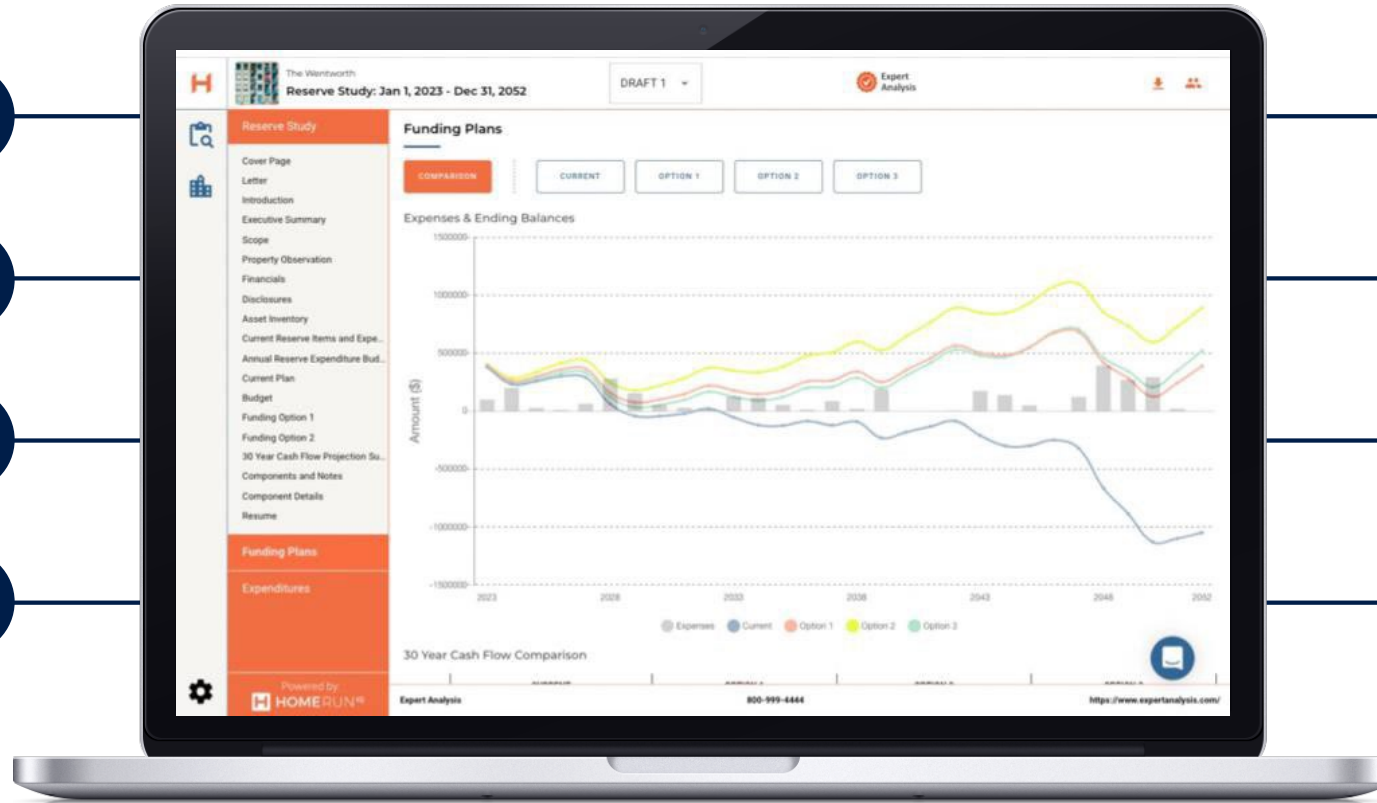 The Wentworth
Reserve Study: Jan 1, 2023 - Dec 31, 2052
DRAFT 1
Expert
Analysis
Reserve Study
Cover Page
Letter
Introduction
Executive Summary
Scope
Property Observation
Financials
Disclosures
Asset Inventory
Current Reserve Items and Expe..
Annual Reserve Expenditure Bud..
Current Plan
Budget
Funding Option 1
Funding Option 2
30 Year Cash Flow Projection Su..
Components and Notes
Component Details
Resume
Funding Plans
Expenditures
Powered by
HOMERUN
Funding Plans
COMPARISON
CURRENT
OPTION 1
OPTION 2
OPTION 3
Expenses & Ending Balances
Amount ($)
1500000
1000000
500000
0
-500000
-1000000
-1500000
2023
2028
2033
2038
2043
2048
2052
Expenses
Current
Option 1
Option 2
Option 3
30 Year Cash Flow Comparison
Expert Analysis
800-999-4444
https://www.expertanalysis.com/